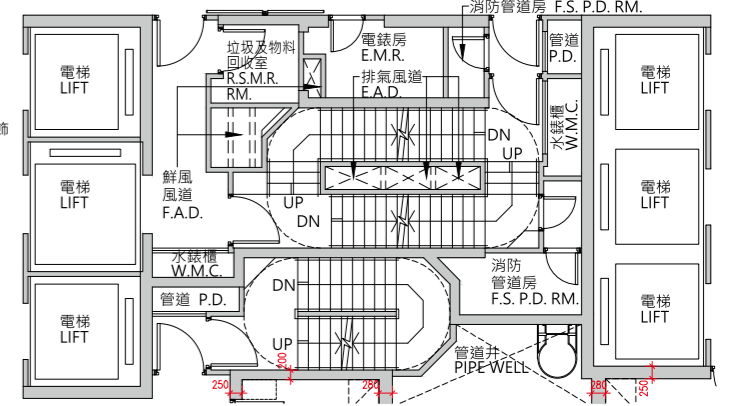 消防管道房 F.S. P.D. RM.
電錶房
E.M.R.
垃圾及物料
回收室
R.S.M.R.
RM.
管道
P.D.
電梯
LIFT
排氣風道
E.A.D.
電梯
LIFT
飾
水錶櫃
W.M.C.
DN
UP
電梯
LIFT
鮮風
風道
F.A.D.
UP
DN
電梯
LIFT
水錶櫃
W.M.C.
消防
管道房
F.S. P.D. RM.
管道 P.D.
DN
電梯
LIFT
電梯
LIFT
UP
管道井
PIPE WELL
200
250
280
280
250